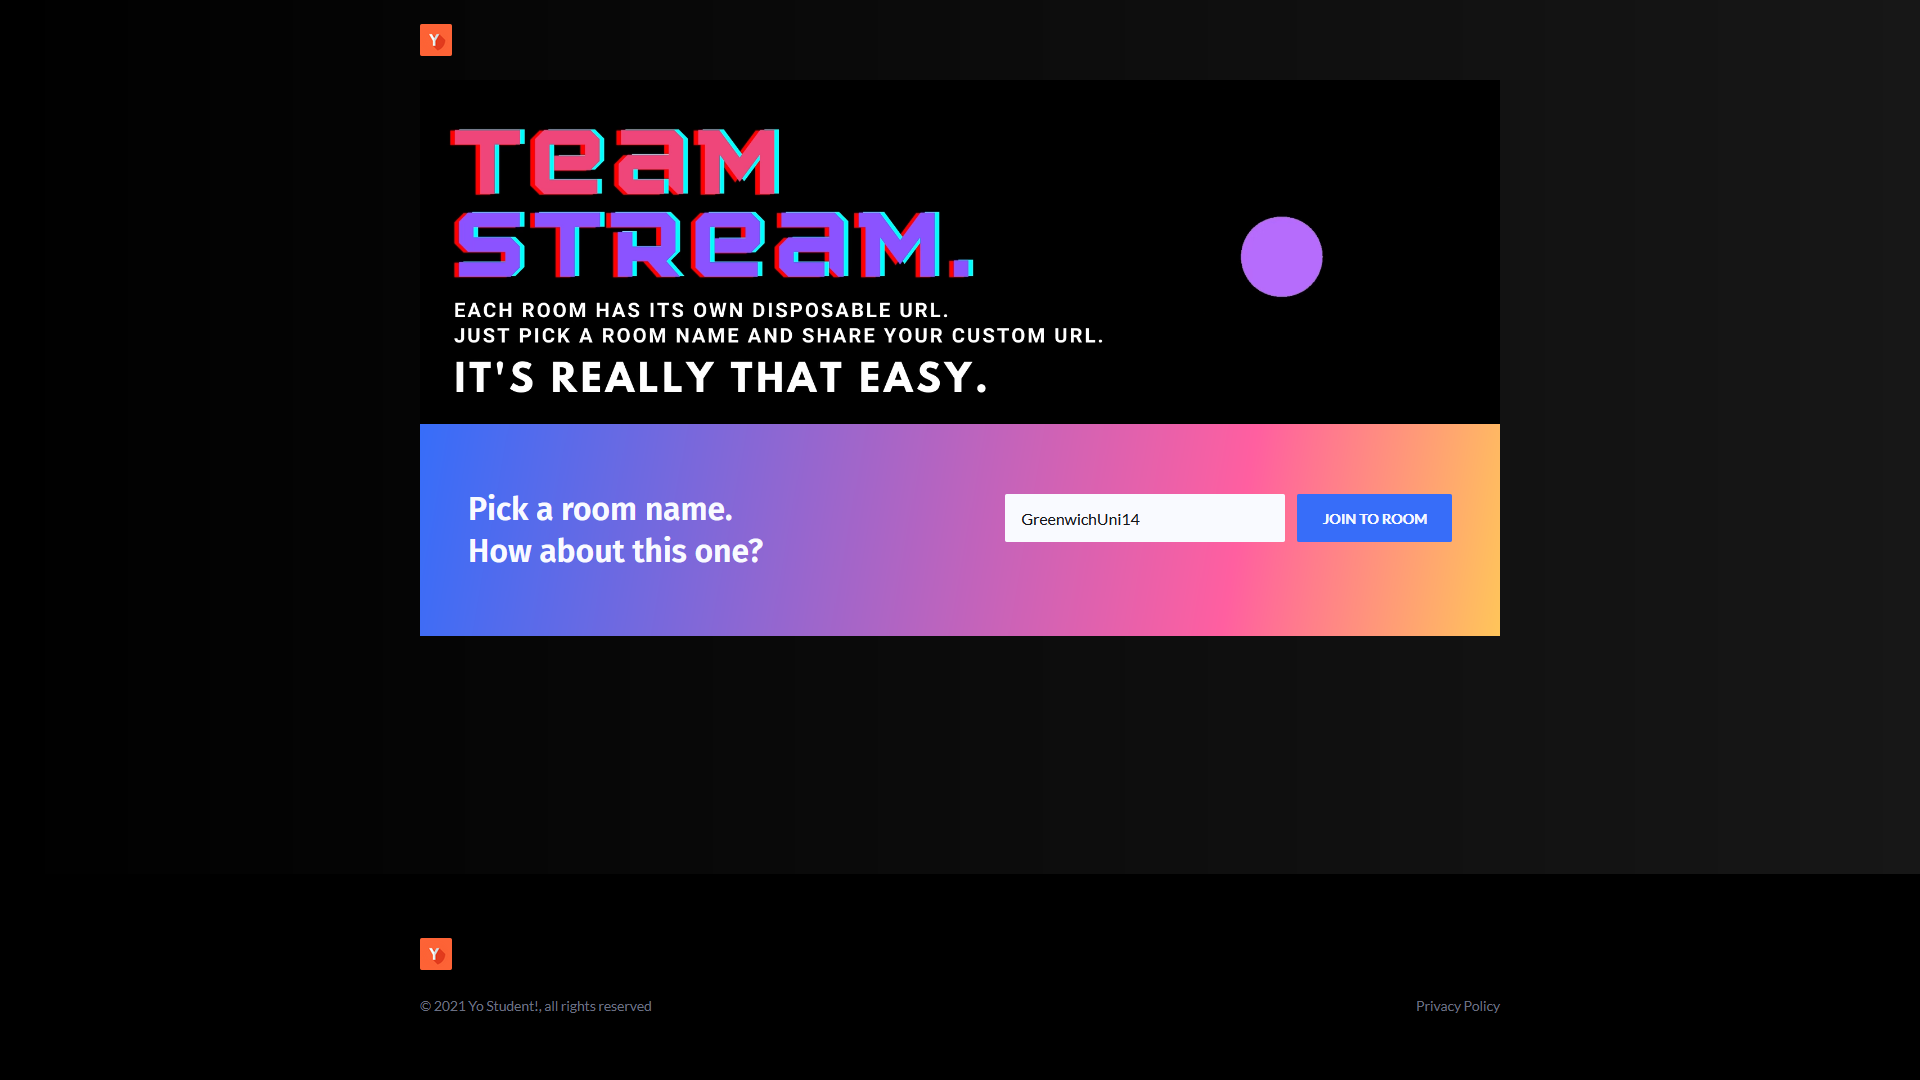 Y
TEAM
STREAM.
EACH ROOM HAS ITS OWN DISPOSABLE URL.
JUST PICK A ROOM NAME AND SHARE YOUR CUSTOM URL.
IT'S REALLY THAT EASY.
Pick a room name.
How about this one?
GreenwichUni14
JOIN TO ROOM
Y
© 2021 Yo Student!, all rights reserved
Privacy Policy